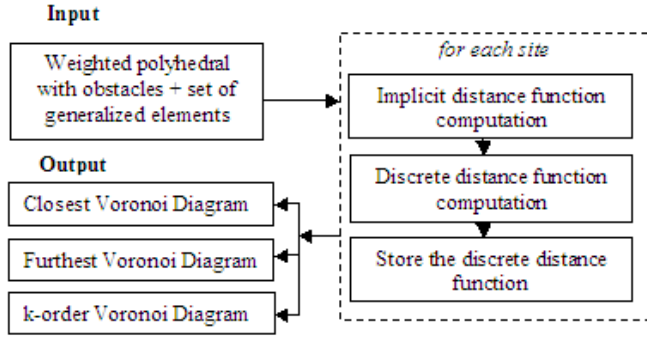 Input
Weighted polyhedral
with obstacles + set of
generalized elements
for each site
Implicit distance function
computation
Discrete distance function
computation
Store the discrete distance
function
Output
Closest Voronoi Diagram
Furthest Voronoi Diagram
k-order Voronoi Diagram